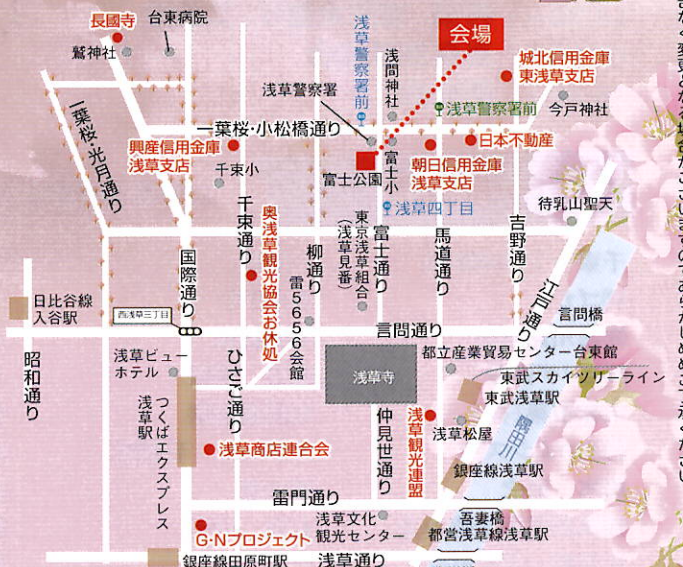 長國寺
台東病院
鷲神社
会場
浅草警察署前
浅間神社
城北信用金庫
東浅草支店
浅草警察署
浅草警察署前
今戸神社
一葉桜・小松橋通り
一葉桜・光月通り
興産信用金庫
浅草支店
千束小
富士公園
富士小
朝日信用金庫
浅草支店
日本不動産
浅草四丁目
待乳山聖天
千束通り
奥浅草観光協会お休処
国際通り
柳通り
雷5656会館
東京浅草組合
(浅草見番)
富士通り
馬道通り
吉野通り
江戸通り
日比谷線
入谷駅
西浅草三丁目
言問通り
言問橋
昭和通り
浅草ビュー
ホテル
ひさご通り
浅草寺
都立産業貿易センター台東館
東武スカイツリーライン
東武浅草駅
つくばエクスプレス
浅草駅
浅草商店連合会
仲見世通り
浅草観光連盟
浅草松屋
隅田川
銀座線浅草駅
雷門通り
G・Nプロジェクト
浅草文化
観光センター
吾妻橋
都営浅草線浅草駅
銀座線田原町駅
浅草通り